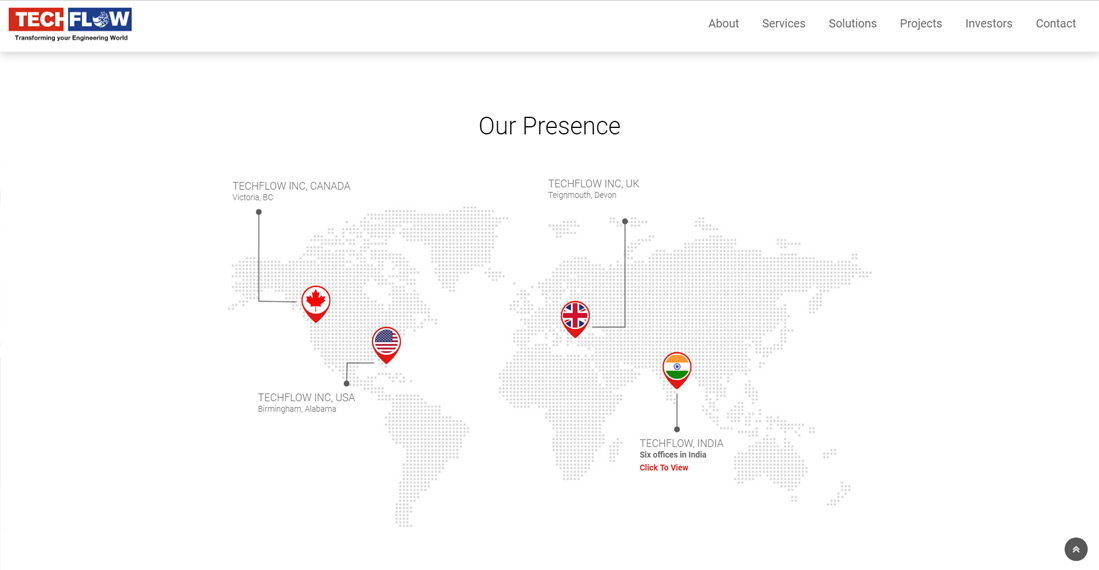 TECHFLOW
Transforming your Engineering World
About
Services
Solutions
Projects
Investors
Contact
Our Presence
TECHFLOW INC, CANADA
Victoria, BC
TECHFLOW INC, UK
Teignmouth, Devon
TECHFLOW INC, USA
Birmingham, Alabama
TECHFLOW, INDIA
Six offices in India
Click To View